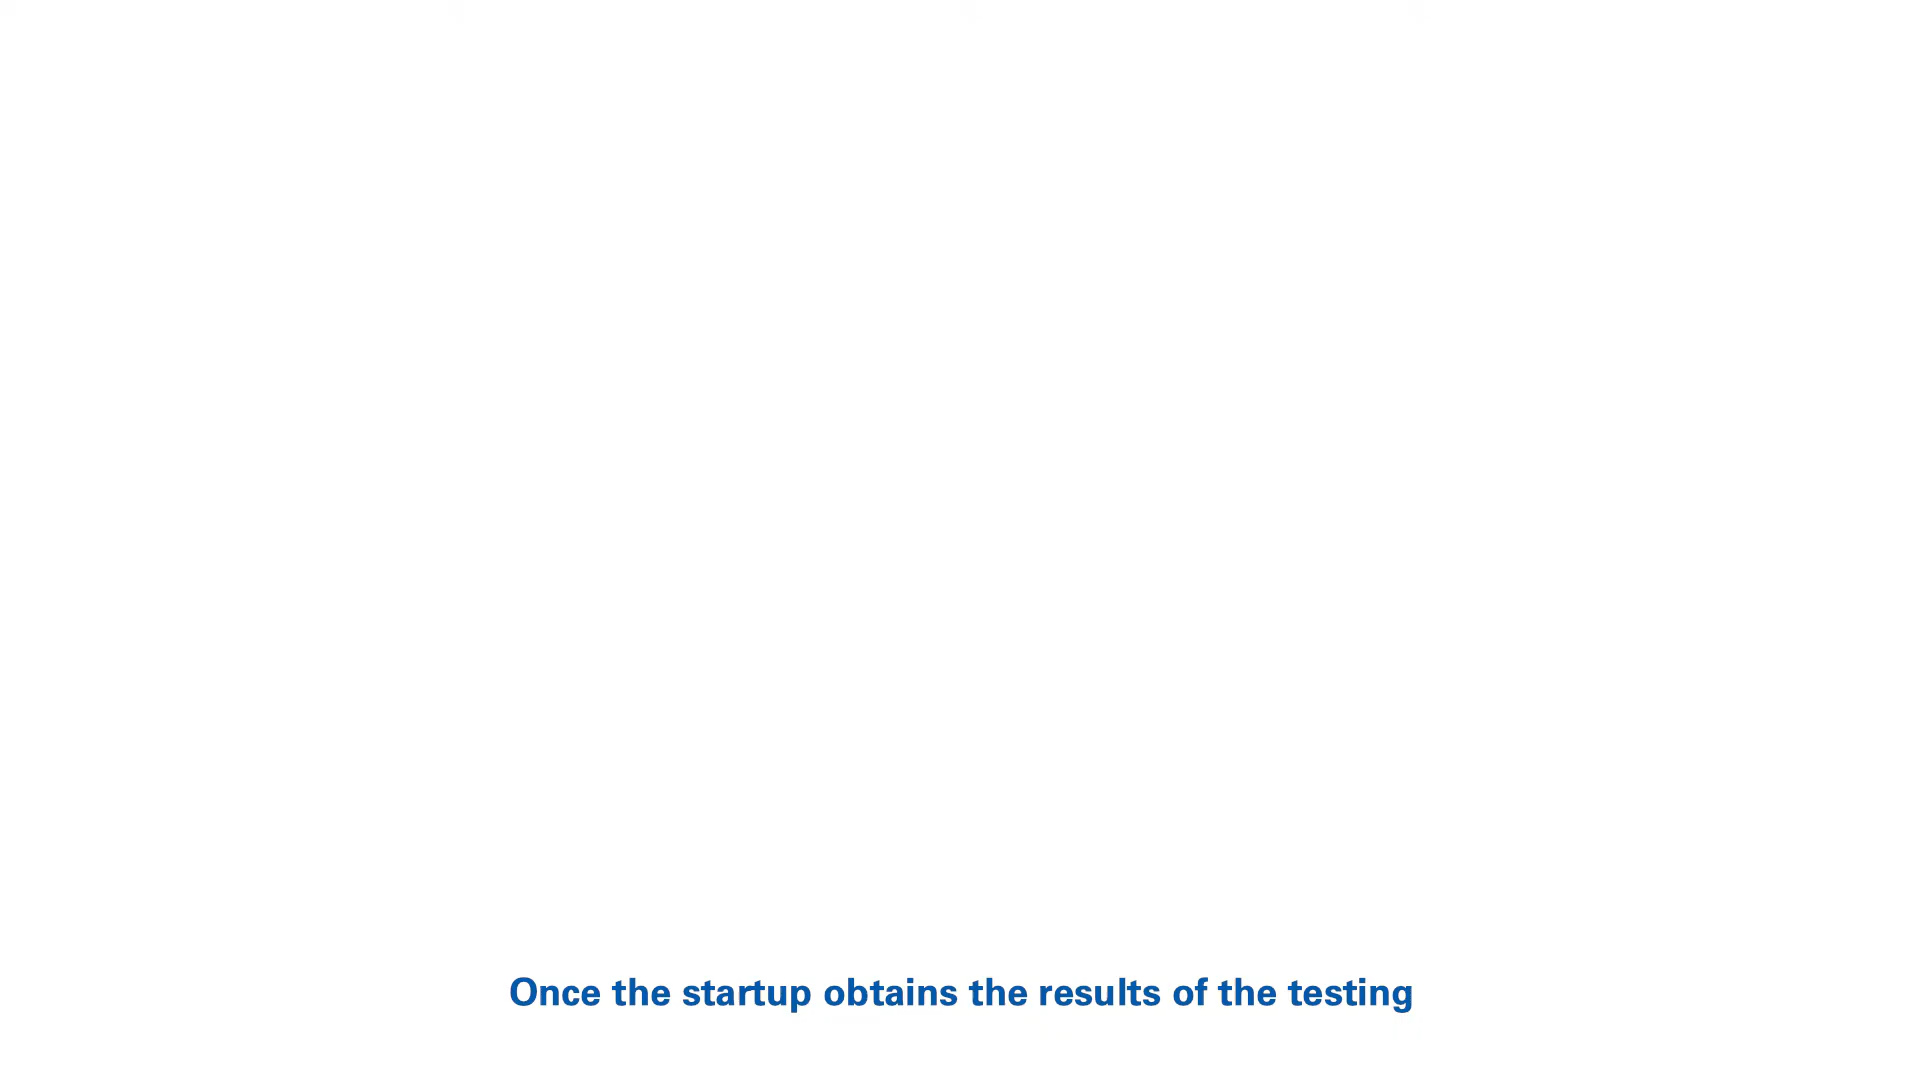 Once the startup obtains the results of the testing